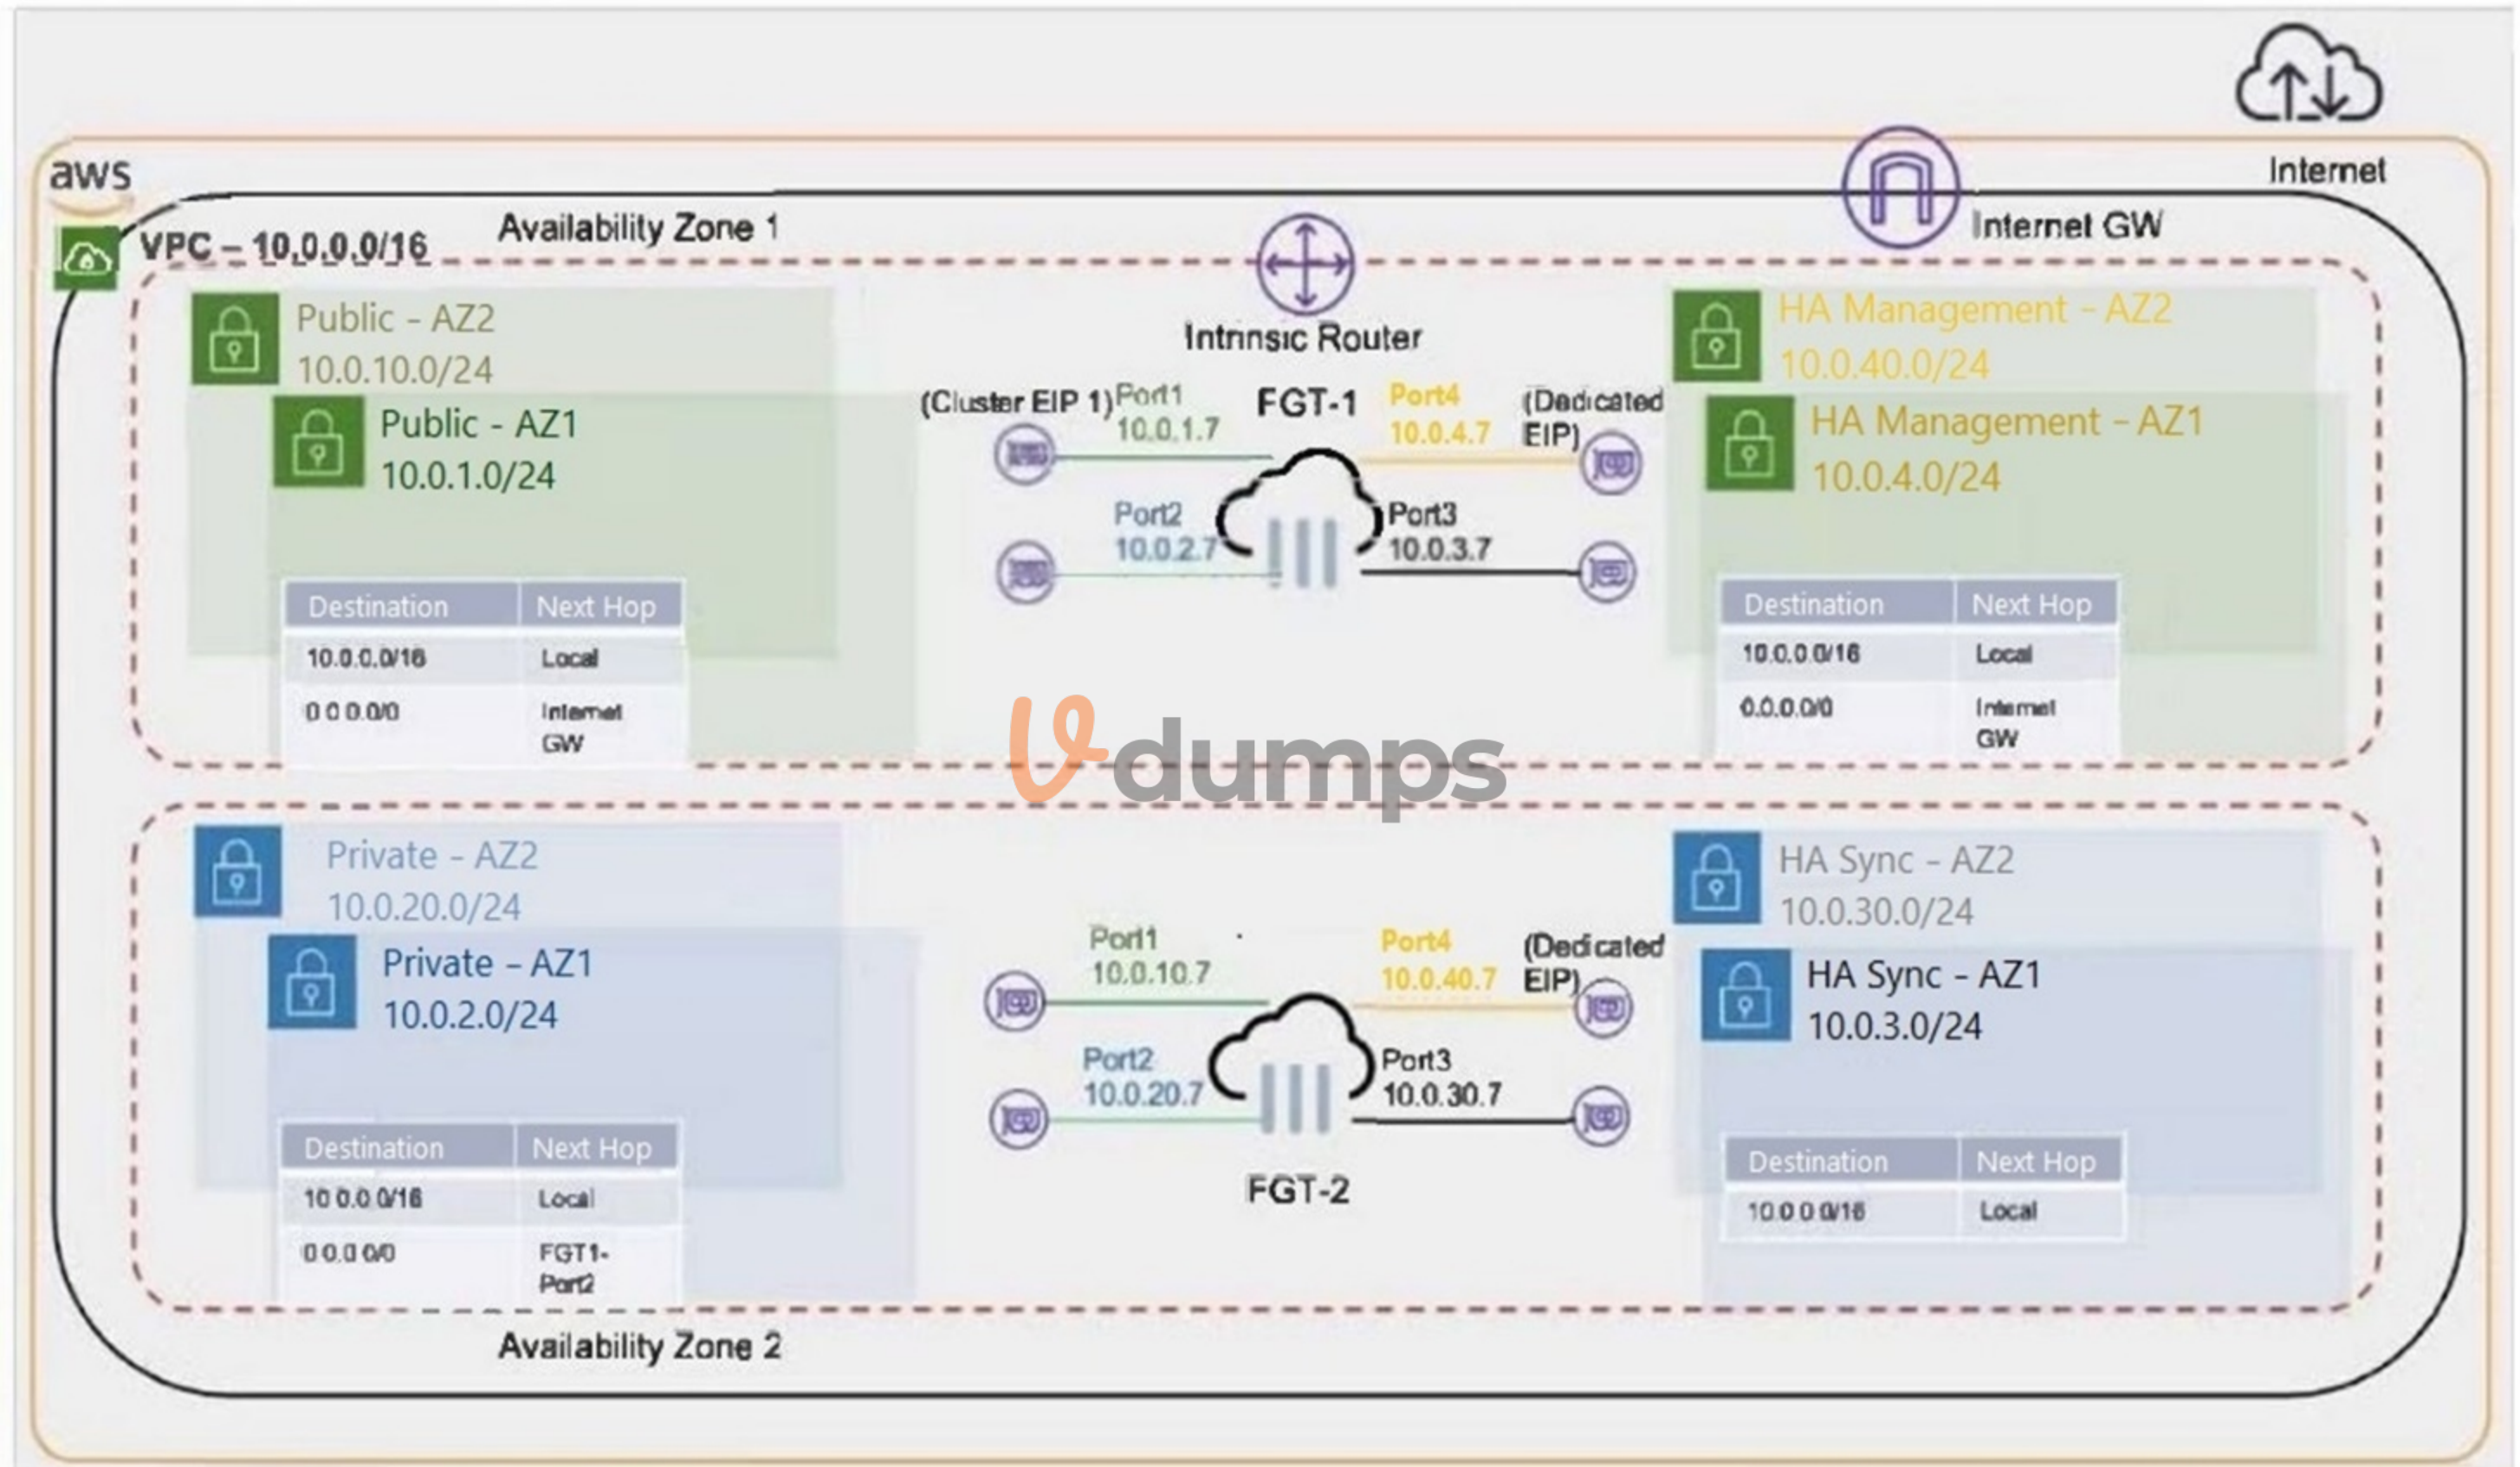 Internet
aws
Internet GW
VPC – 10.0.0.0/16
Availability Zone 1
Intrinsic Router
Public - AZ2
10.0.10.0/24
Public - AZ1
10.0.1.0/24
Destination Next Hop
10.0.0.0/16 Local
0.0.0.0/0 Internet
GW
(Cluster EIP 1)
Port1
10.0.1.7
FGT-1
Port4
10.0.4.7
(Dedicated
EIP)
Port2
10.0.2.7
Port3
10.0.3.7
HA Management - AZ2
10.0.40.0/24
HA Management - AZ1
10.0.4.0/24
Destination Next Hop
10.0.0.0/16 Local
0.0.0.0/0 Internet
GW
Vdumps
Private - AZ2
10.0.20.0/24
Private - AZ1
10.0.2.0/24
Destination Next Hop
10.0.0.0/16 Local
0.0.0.0/0 FGT1-
Port2
Port1
10.0.10.7
Port4
10.0.40.7
(Dedicated
EIP)
Port2
10.0.20.7
Port3
10.0.30.7
FGT-2
HA Sync - AZ2
10.0.30.0/24
HA Sync - AZ1
10.0.3.0/24
Destination Next Hop
10.0.0.0/16 Local
Availability Zone 2